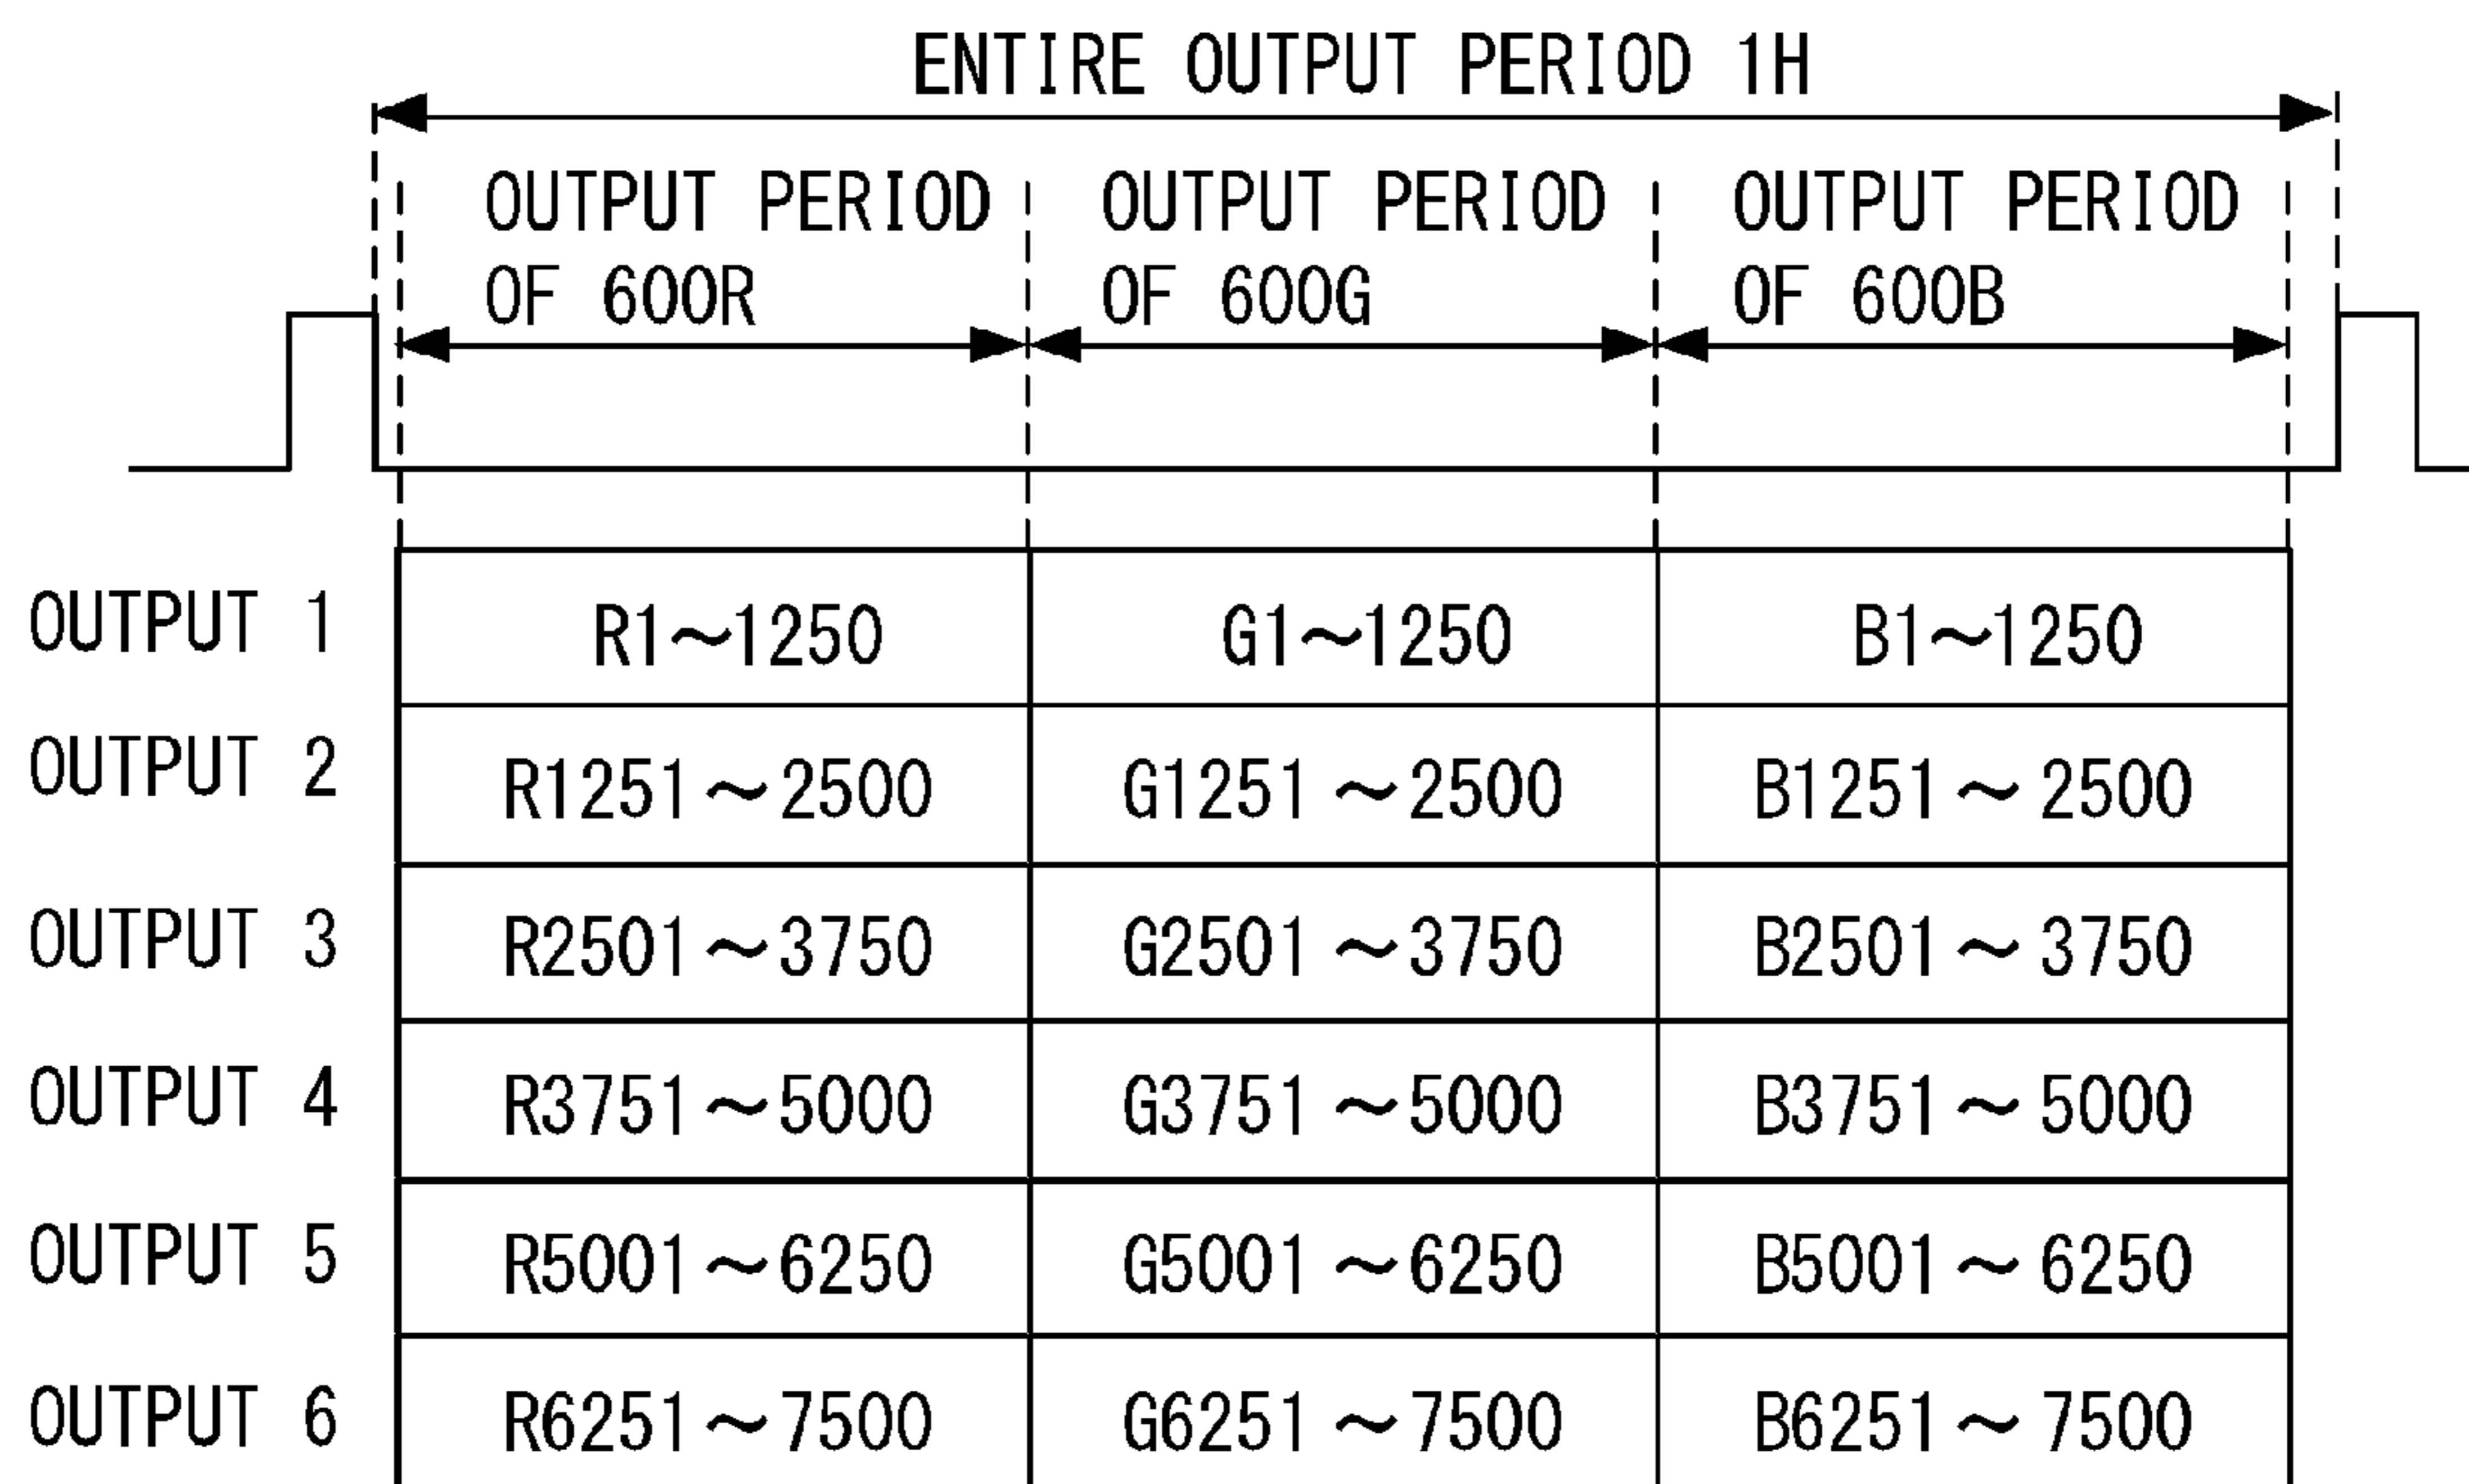 ENTIRE OUTPUT PERIOD 1H
OUTPUT PERIOD OF 600R
OUTPUT PERIOD OF 600G
OUTPUT PERIOD OF 600B
OUTPUT 1 R1～1250 G1～1250 B1～1250
OUTPUT 2 R1251～2500 G1251～2500 B1251～2500
OUTPUT 3 R2501～3750 G2501～3750 B2501～3750
OUTPUT 4 R3751～5000 G3751～5000 B3751～5000
OUTPUT 5 R5001～6250 G5001～6250 B5001～6250
OUTPUT 6 R6251～7500 G6251～7500 B6251～7500